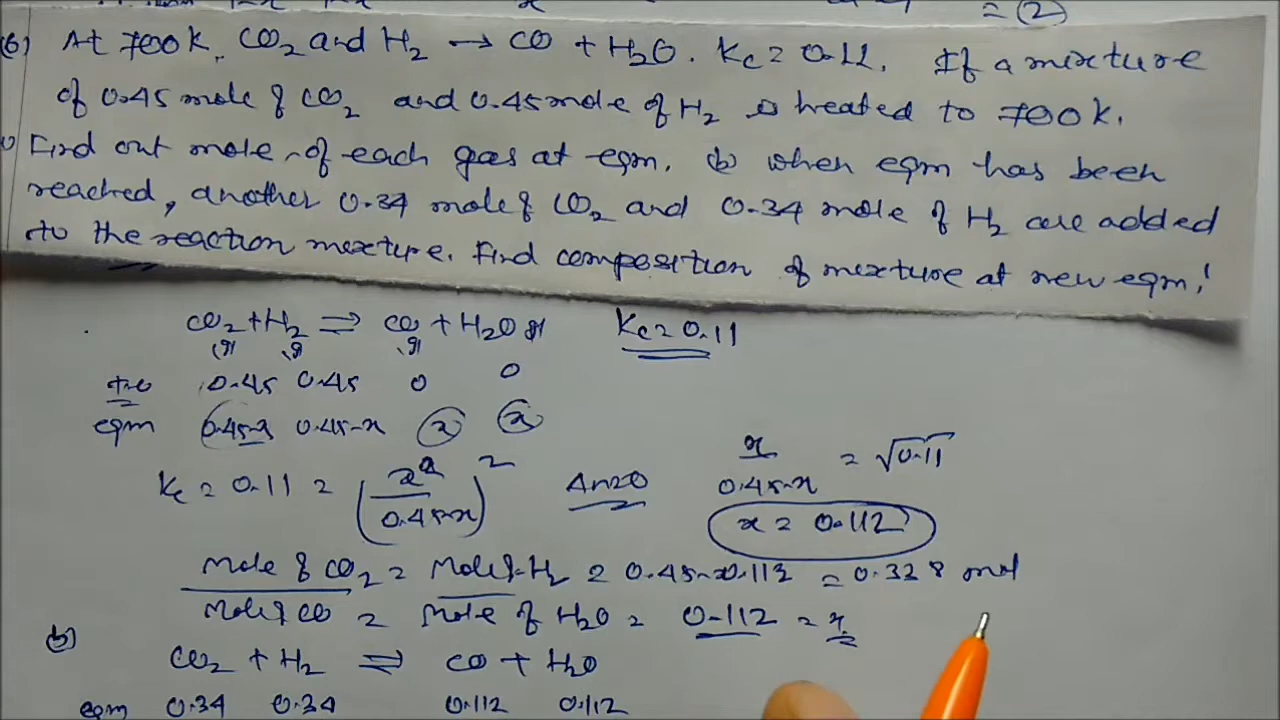 = (2)
(6) At 700K, CO2 and H2 → CO + H2O. Kc = 0.11. If a mixture
of 0.45 mole of CO2 and 0.45 mole of H2 is heated to 700K.
Find out mole of each gas at eqm. (b) when eqm has been
reached, another 0.34 mole of CO2 and 0.34 mole of H2 are added
to the reaction mixture. Find composition of mixture at new eqm!
CO2 + H2 ⇌ CO + H2O Kc = 0.11
(g) (g) (g) (g)
t=0 0.45 0.45 0 0
eqm 0.45-x 0.45-x x x
Kc = 0.11 = (x/0.45-x)^2 Δn=0 x/0.45-x = √0.11
x = 0.112
Mole of CO2 = Mole of H2 = 0.45-0.112 = 0.338 mol
Mole of CO = Mole of H2O = 0.112 = x
b)
CO2 + H2 ⇌ CO + H2O
eqm 0.34 0.34 0.112 0.112